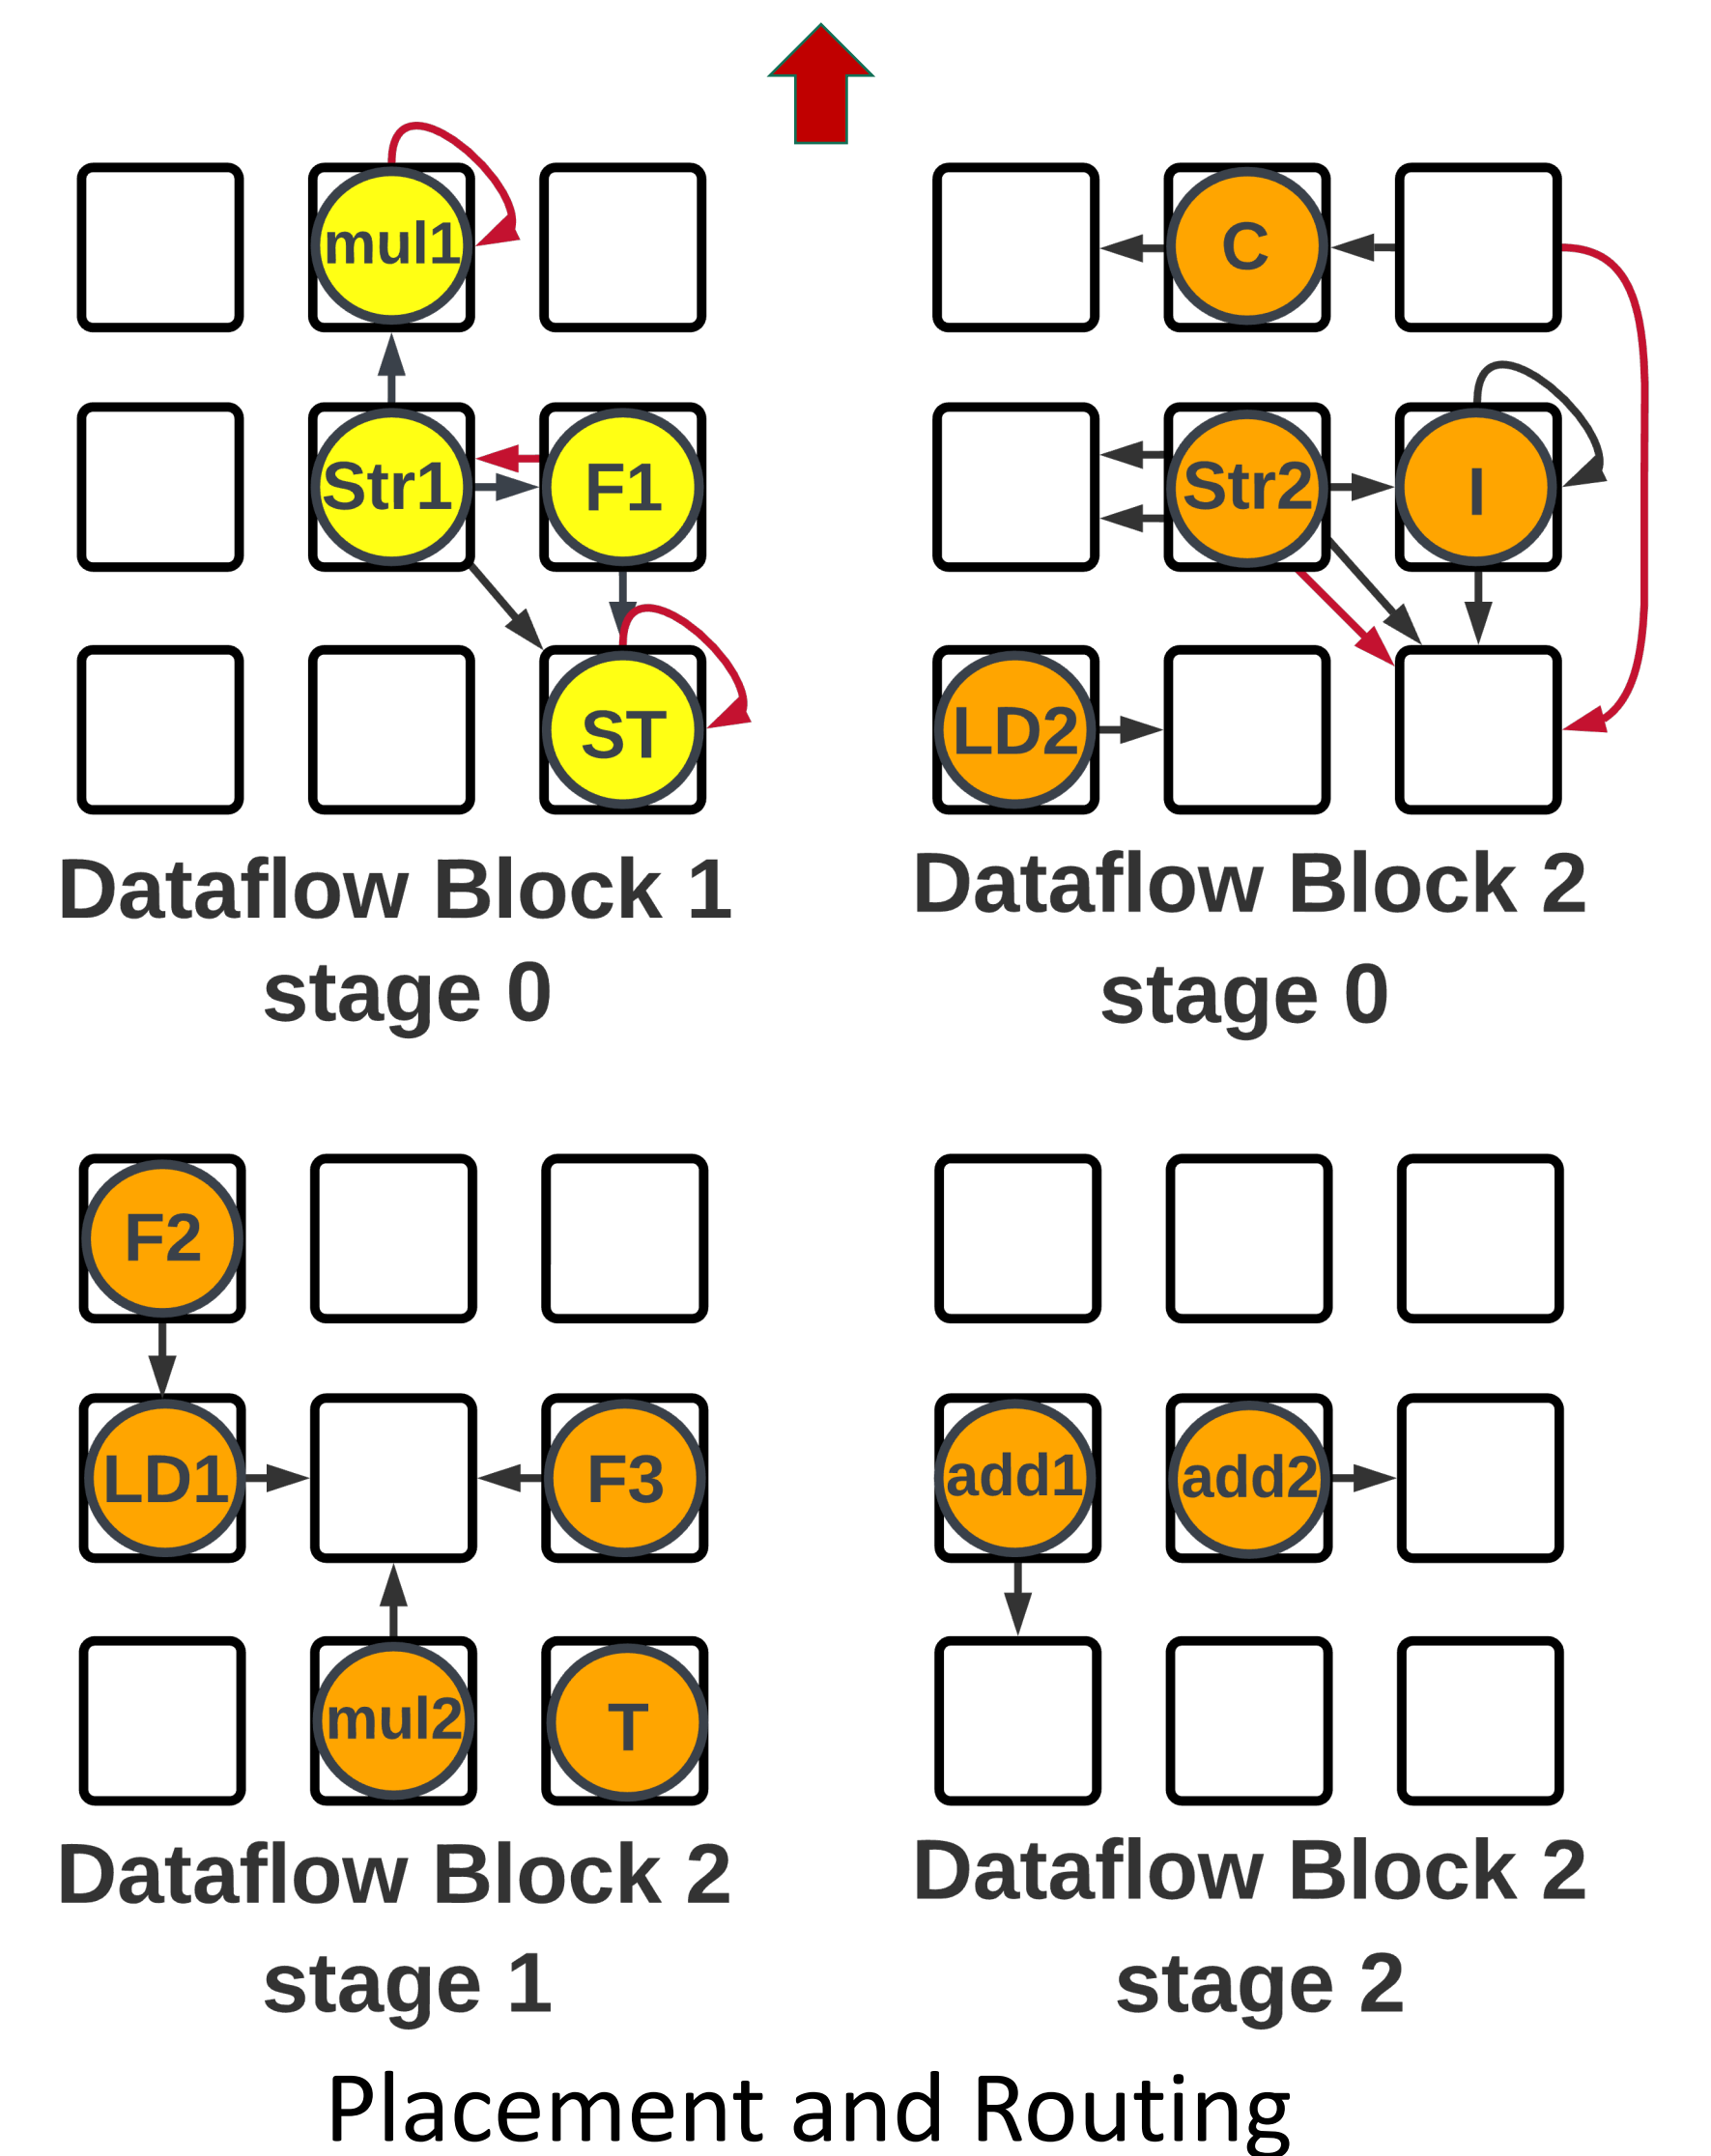 mul1
C
Str1
F1
Str2
I
ST
LD2
Dataflow Block 1
stage 0
Dataflow Block 2
stage 0
F2
LD1
F3
add1
add2
mul2
T
Dataflow Block 2
stage 1
Dataflow Block 2
stage 2
Placement and Routing